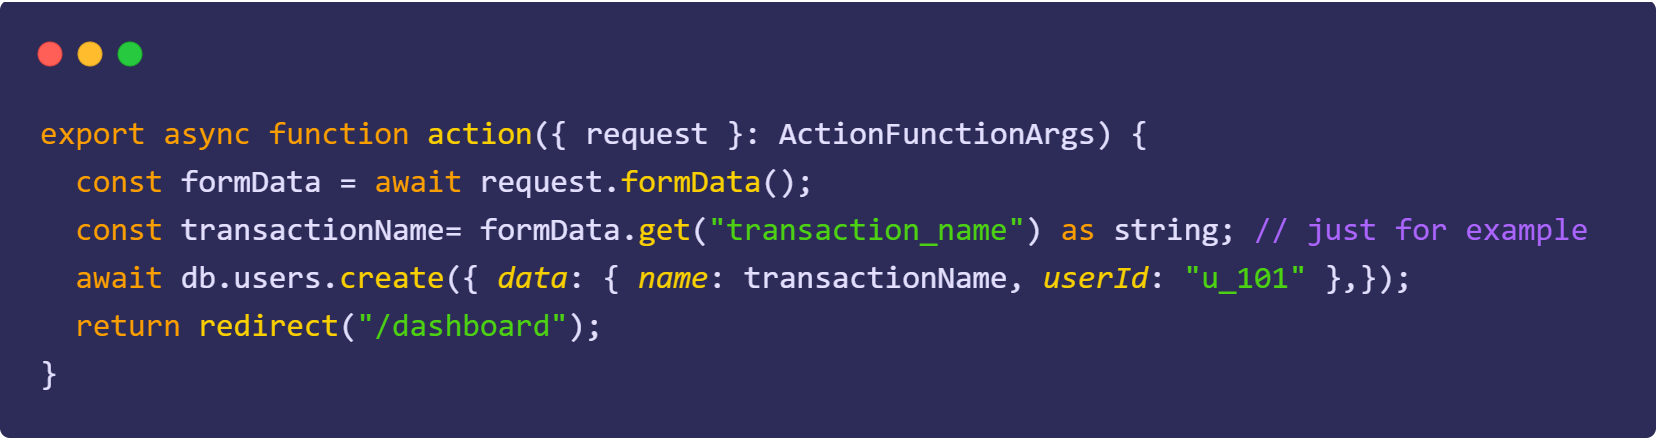 export async function action({ request }: ActionFunctionArgs) {
  const formData = await request.formData();
  const transactionName= formData.get("transaction_name") as string; // just for example
  await db.users.create({ data: { name: transactionName, userId: "u_101" },});
  return redirect("/dashboard");
}